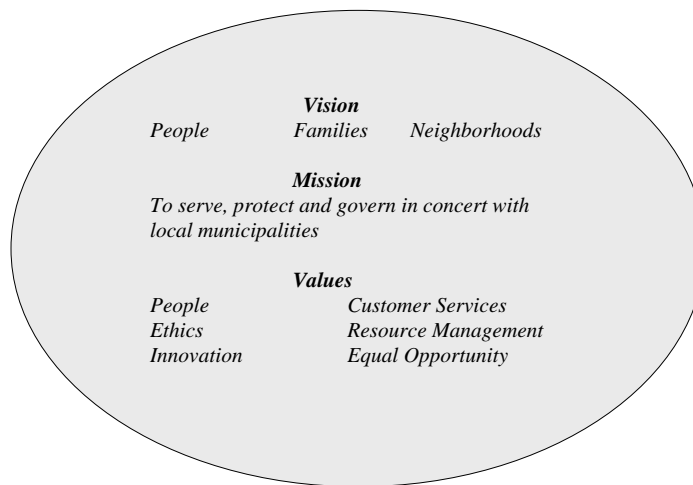 Vision
People Families Neighborhoods
Mission
To serve, protect and govern in concert with
local municipalities
Values
People Customer Services
Ethics Resource Management
Innovation Equal Opportunity